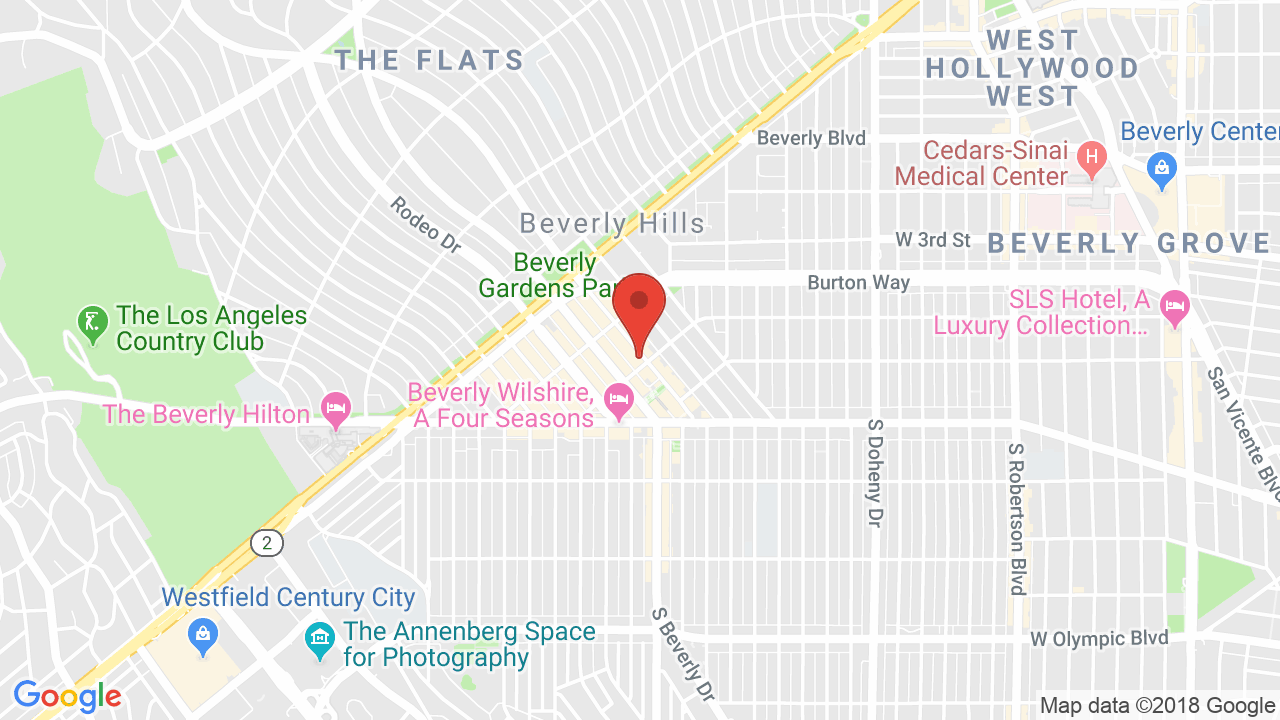 THE FLATS
WEST
HOLLYWOOD
WEST
Beverly Blvd
Beverly Center
Cedars-Sinai
Medical Center
H
Rodeo Dr
Beverly Hills
W 3rd St
BEVERLY GROVE
Beverly
Gardens Par
Burton Way
SLS Hotel, A
Luxury Collection...
The Los Angeles
Country Club
Beverly Wilshire,
A Four Seasons
The Beverly Hilton
San Vicente Blvd
S Doheny Dr
S Robertson Blvd
2
Westfield Century City
The Annenberg Space
for Photography
S Beverly Dr
W Olympic Blvd
Google
Map data ©2018 Google